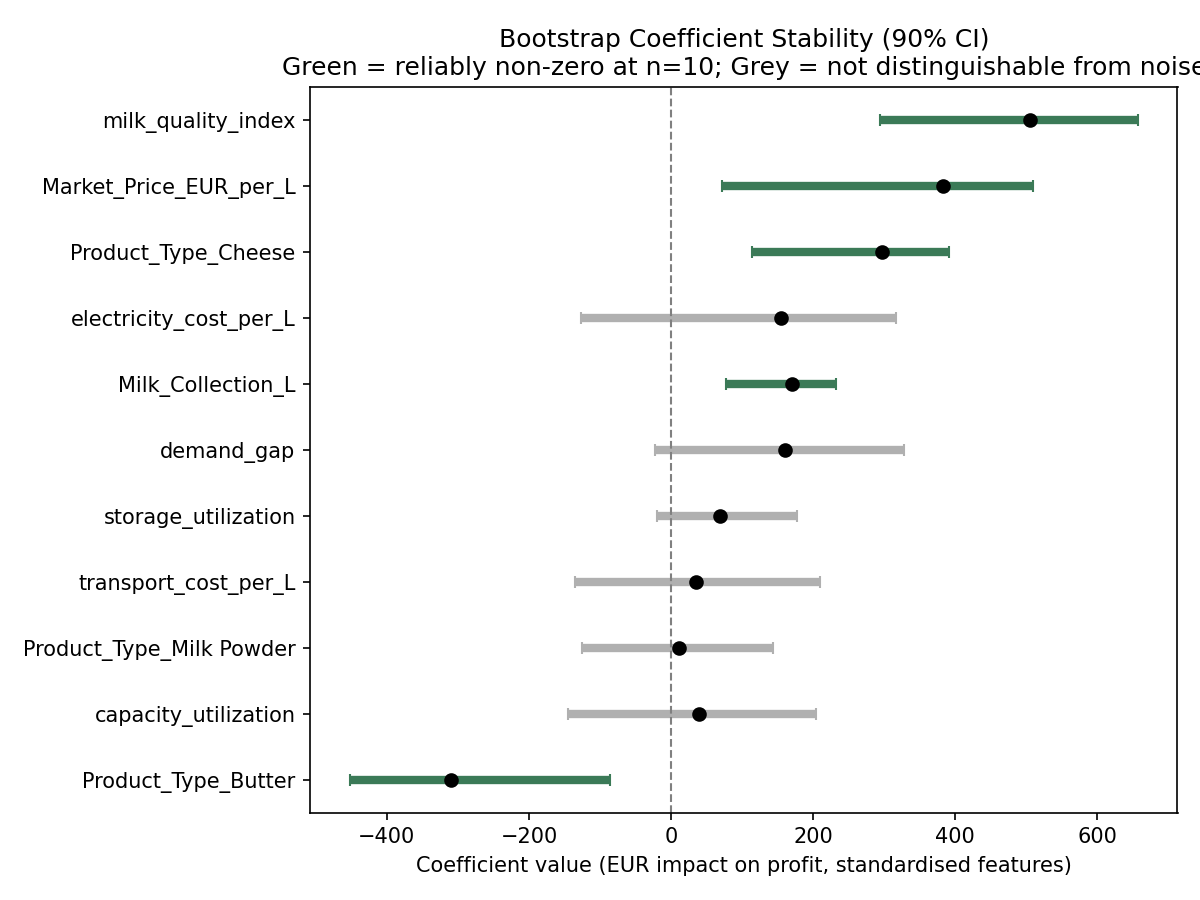 Bootstrap Coefficient Stability (90% CI)
Green = reliably non-zero at n=10; Grey = not distinguishable from noise
milk_quality_index
Market_Price_EUR_per_L
Product_Type_Cheese
electricity_cost_per_L
Milk_Collection_L
demand_gap
storage_utilization
transport_cost_per_L
Product_Type_Milk Powder
capacity_utilization
Product_Type_Butter
−400 −200 0 200 400 600
Coefficient value (EUR impact on profit, standardised features)